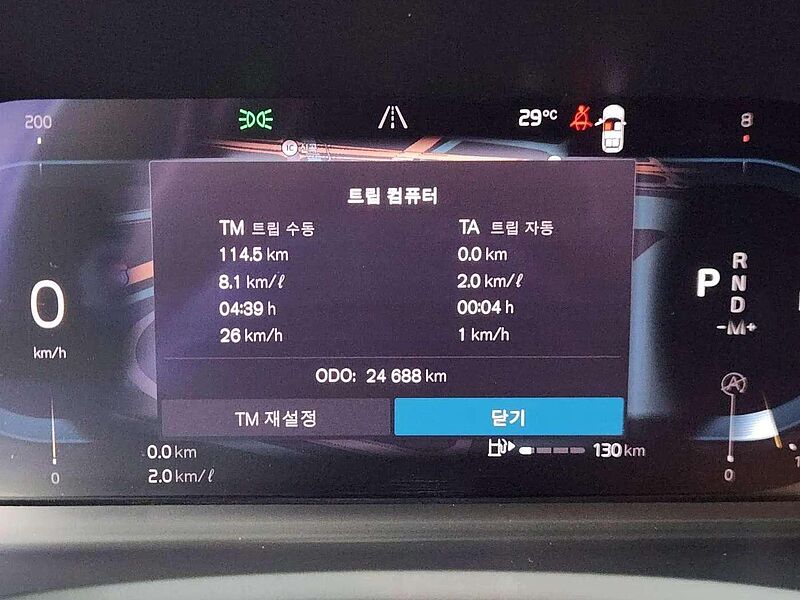 200
29°C
8
트립 컴퓨터
TM 트립 수동
TA 트립 자동
114.5 km
0.0 km
8.1 km/ℓ
2.0 km/ℓ
04:39 h
00:04 h
26 km/h
1 km/h
0
km/h
P
R
N
D
-M+
A
ODO: 24 688 km
TM 재설정
닫기
0.0 km
2.0 km/ℓ
130 km
0
0